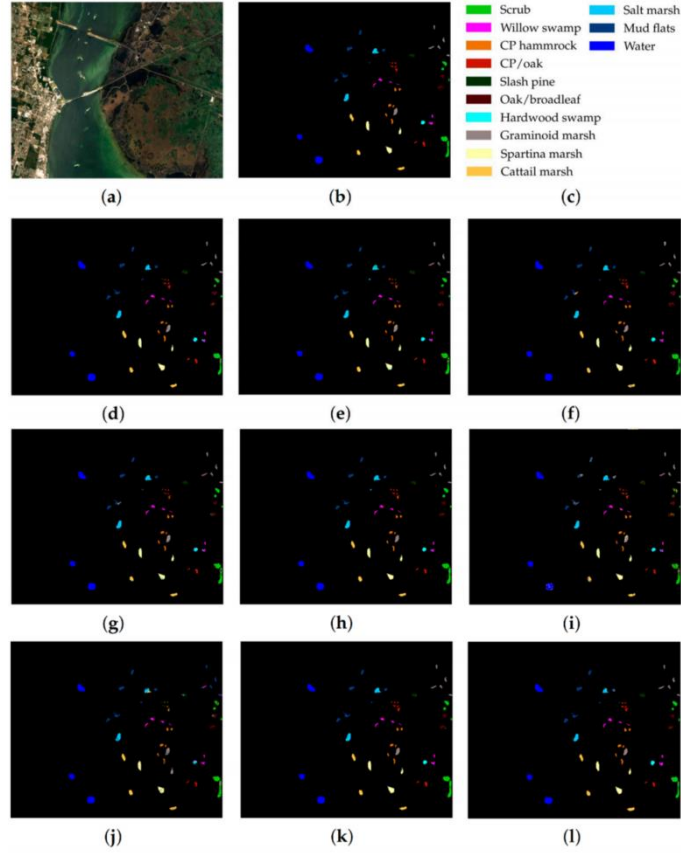 Scrub
Salt marsh
Willow swamp
Mud flats
CP hammrock
Water
CP/oak
Slash pine
Oak/broadleaf
Hardwood swamp
Graminoid marsh
Spartina marsh
Cattail marsh
(a)
(b)
(c)
(d)
(e)
(f)
(g)
(h)
(i)
(j)
(k)
(l)